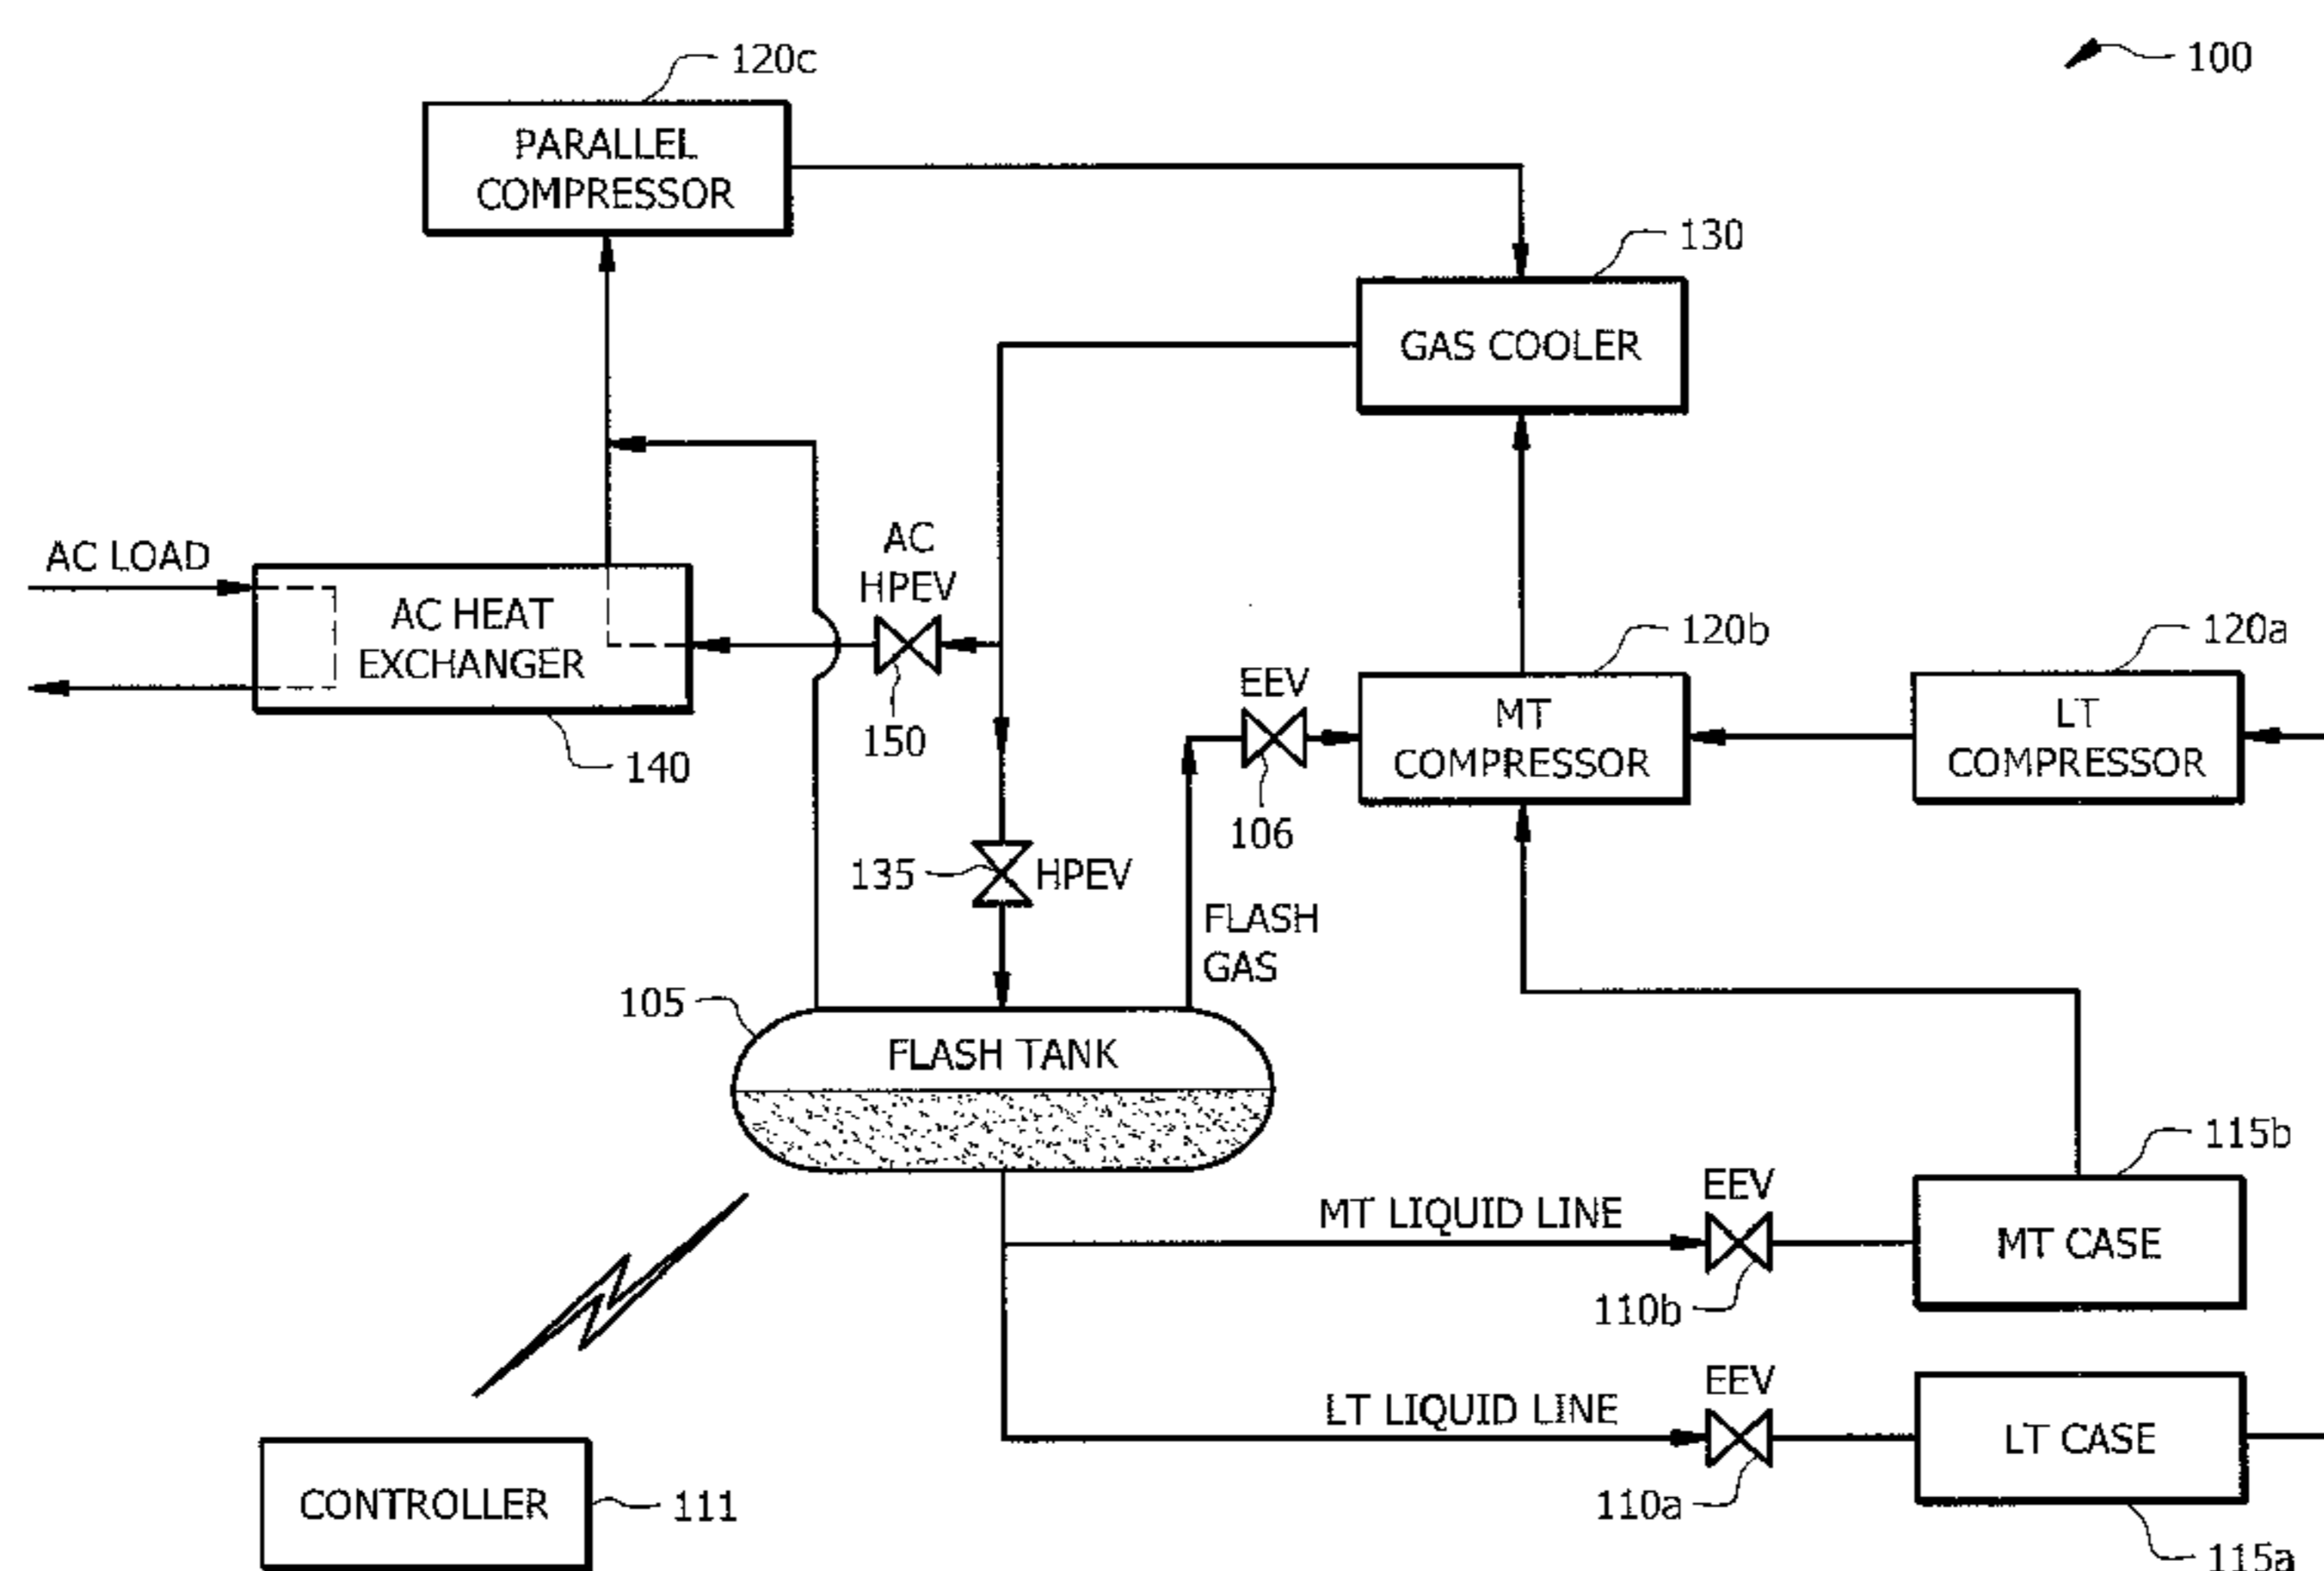 120c
100
PARALLEL
COMPRESSOR
130
GAS COOLER
AC LOAD
AC
HPEV
AC HEAT
EXCHANGER
150
140
120b
120a
EEV
MT
COMPRESSOR
LT
COMPRESSOR
106
135
HPEV
FLASH
GAS
105
FLASH TANK
115b
EEV
MT LIQUID LINE
MT CASE
110b
EEV
LT LIQUID LINE
LT CASE
110a
CONTROLLER
111
115a